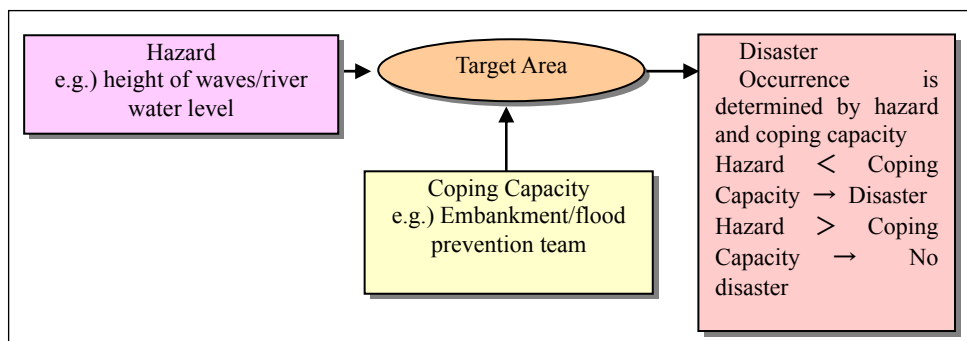 Hazard
e.g.) height of waves/river
water level
Target Area
Coping Capacity
e.g.) Embankment/flood
prevention team
Disaster
Occurrence is
determined by hazard
and coping capacity
Hazard ＜ Coping
Capacity → Disaster
Hazard ＞ Coping
Capacity → No
disaster